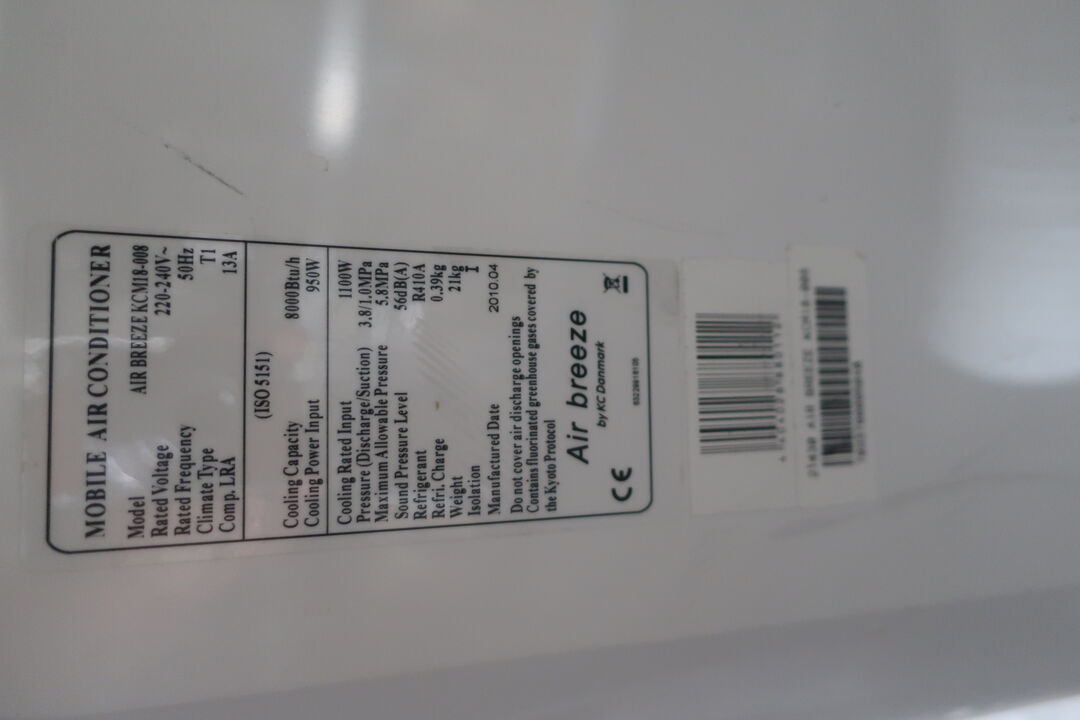 MOBILE AIR CONDITIONER
Model AIR BREEZE KCM18-008
Rated Voltage 220-240V~
Rated Frequency 50Hz
Climate Type T1
Comp. LRA 13A
(ISO 5151)
Cooling Capacity 8000Btu/h
Cooling Power Input 950W
Cooling Rated Input 1100W
Pressure (Discharge/Suction) 3.8/1.0MPa
Maximum Allowable Pressure 5.8MPa
Sound Pressure Level 56dB(A)
Refrigerant R410A
Refri. Charge 0.39kg
Weight 21kg
Isolation I
Manufactured Date 2010.04
Do not cover air discharge openings
Contains fluorinated greenhouse gases covered by
the Kyoto Protocol
Air breeze
by KC Danmark
CE
AIR BREEZE KCM18-008